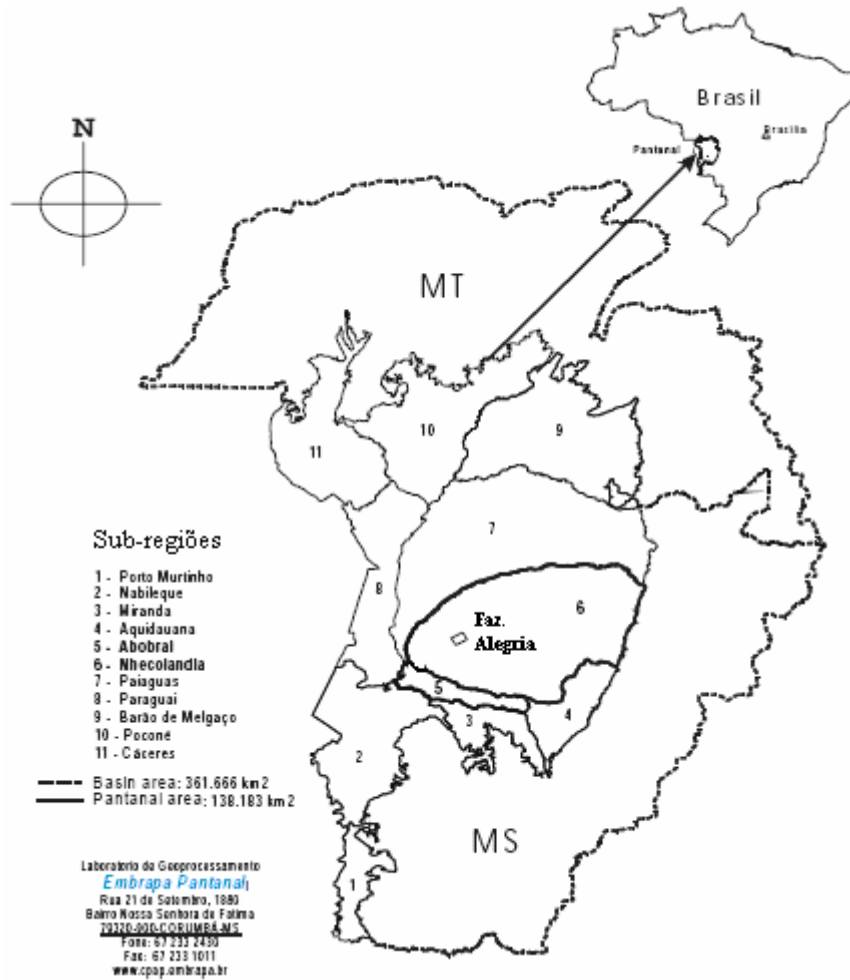 Brasil
Brasília
Pantanal
N
MT
11
10
9
7
8
6
Faz.
Alegria
5
4
3
2
MS
1
Sub-regiões
1 - Porto Murtinho
2 - Nabileque
3 - Miranda
4 - Aquidauana
5 - Abobral
6 - Nhecolandia
7 - Paiaguas
8 - Paraguai
9 - Barão de Melgaço
10 - Poconé
11 - Cáceres
Basin area: 361.666 km2
Pantanal area: 138.183 km2
Laboratorio de Geoprocessamento
Embrapa Pantanal
Rua 21 de Setembro, 1880
Bairro Nossa Senhora de Fatima
79320-900-CORUMBÁ-MS
Fone: 67 233 2430
Fax: 67 233 1011
www.cpap.embrapa.br